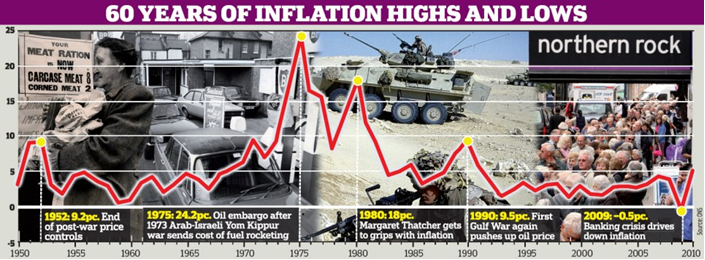 60 YEARS OF INFLATION HIGHS AND LOWS
25
20
15
10
5
0
-5
YOUR
MEAT RATION
IS NOW
CARCASE MEAT 8
CORNED MEAT 2
northern rock
1952: 9.2pc. End
of post-war price
controls
1975: 24.2pc. Oil embargo after
1973 Arab-Israeli Yom Kippur
war sends cost of fuel rocketing
1980: 18pc.
Margaret Thatcher gets
to grips with inflation
1990: 9.5pc. First
Gulf War again
pushes up oil price
2009: –0.5pc.
Banking crisis drives
down inflation
Source: ONS
1950 1955 1960 1965 1970 1975 1980 1985 1990 1995 2000 2005 2010